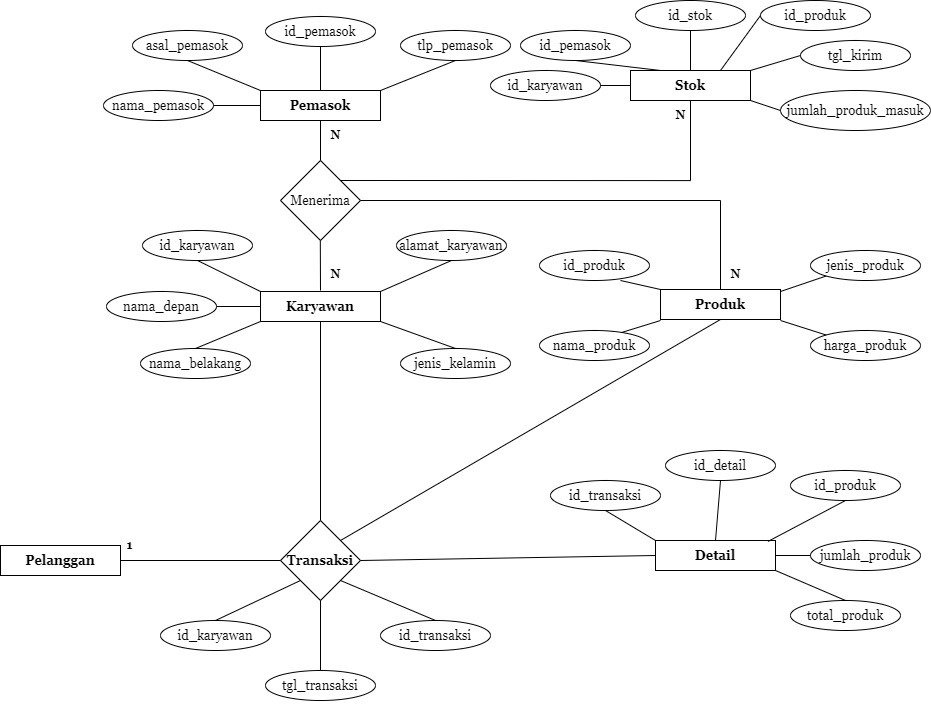 id_stok
id_produk
id_pemasok
asal_pemasok
tlp_pemasok
id_pemasok
tgl_kirim
id_karyawan
Stok
nama_pemasok
Pemasok
jumlah_produk_masuk
N
N
Menerima
id_karyawan
alamat_karyawan
id_produk
jenis_produk
N
N
nama_depan
Karyawan
Produk
nama_produk
harga_produk
nama_belakang
jenis_kelamin
id_detail
id_transaksi
id_produk
1
Pelanggan
Transaksi
Detail
jumlah_produk
total_produk
id_karyawan
id_transaksi
tgl_transaksi